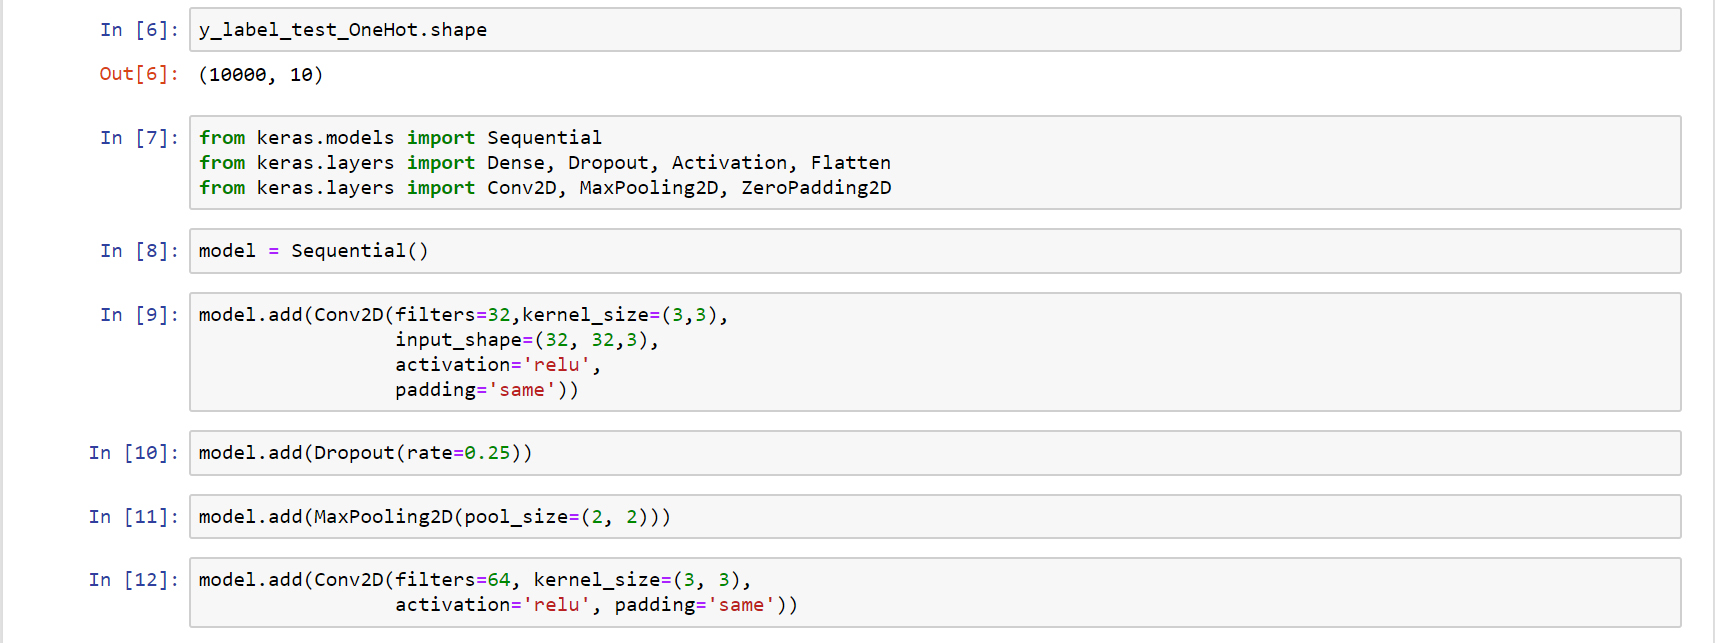 In [6]: y_label_test_OneHot.shape
Out[6]: (10000, 10)
In [7]: from keras.models import Sequential
from keras.layers import Dense, Dropout, Activation, Flatten
from keras.layers import Conv2D, MaxPooling2D, ZeroPadding2D
In [8]: model = Sequential()
In [9]: model.add(Conv2D(filters=32,kernel_size=(3,3),
input_shape=(32, 32,3),
activation='relu',
padding='same'))
In [10]: model.add(Dropout(rate=0.25))
In [11]: model.add(MaxPooling2D(pool_size=(2, 2)))
In [12]: model.add(Conv2D(filters=64, kernel_size=(3, 3),
activation='relu', padding='same'))